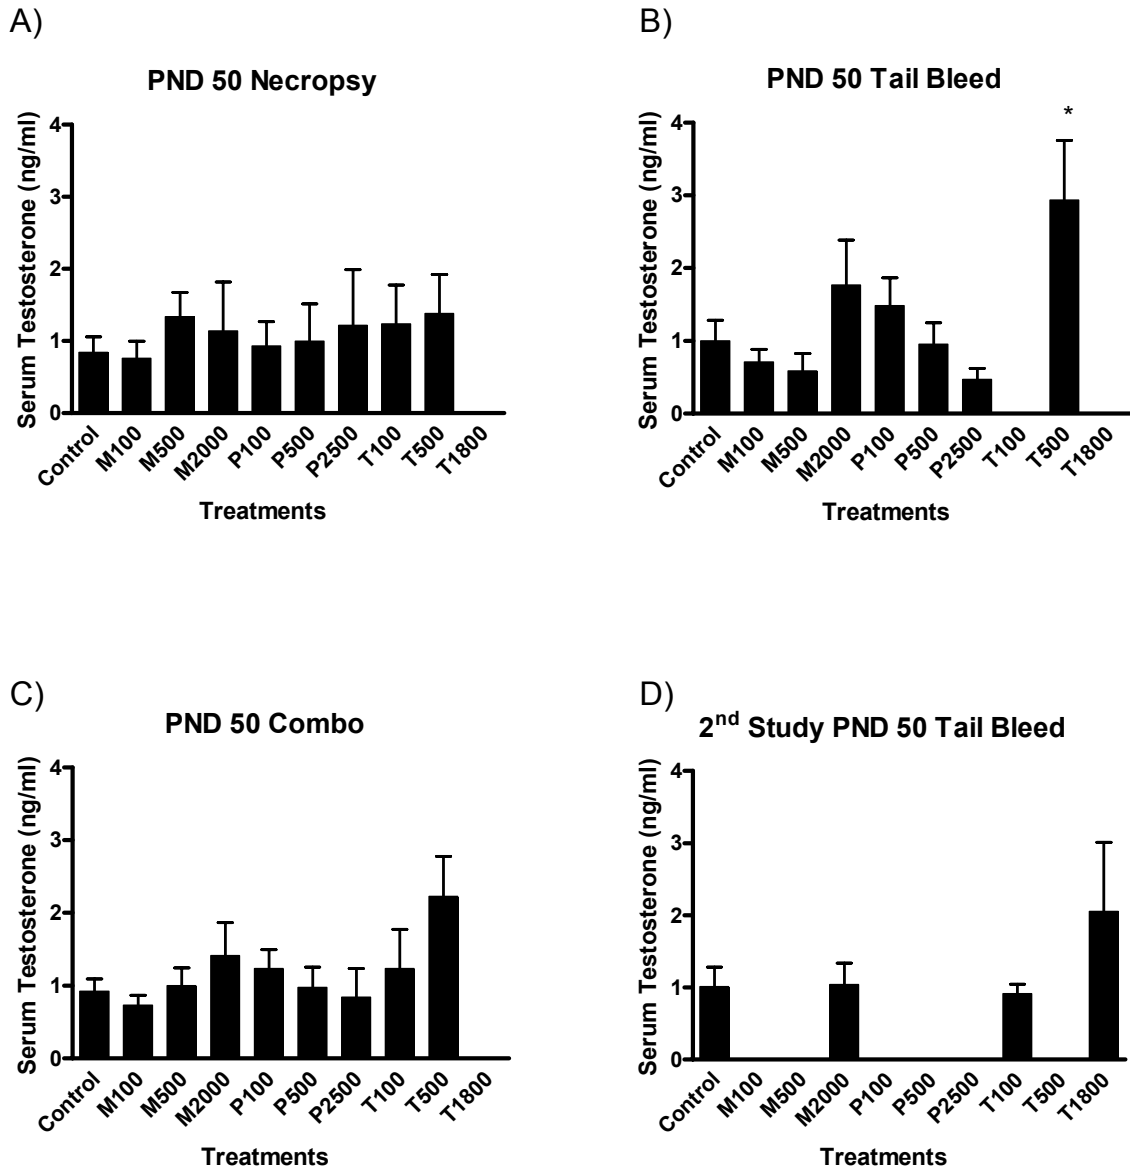 A)
PND 50 Necropsy
Serum Testosterone (ng/ml)
4
3
2
1
0
Control
M100
M500
M2000
P100
P500
P2500
T100
T500
T1800
Treatments
B)
PND 50 Tail Bleed
Serum Testosterone (ng/ml)
4
3
2
1
0
*
Control
M100
M500
M2000
P100
P500
P2500
T100
T500
T1800
Treatments
C)
PND 50 Combo
Serum Testosterone (ng/ml)
4
3
2
1
0
Control
M100
M500
M2000
P100
P500
P2500
T100
T500
T1800
Treatments
D)
2nd Study PND 50 Tail Bleed
Serum Testosterone (ng/ml)
4
3
2
1
0
Control
M100
M500
M2000
P100
P500
P2500
T100
T500
T1800
Treatments